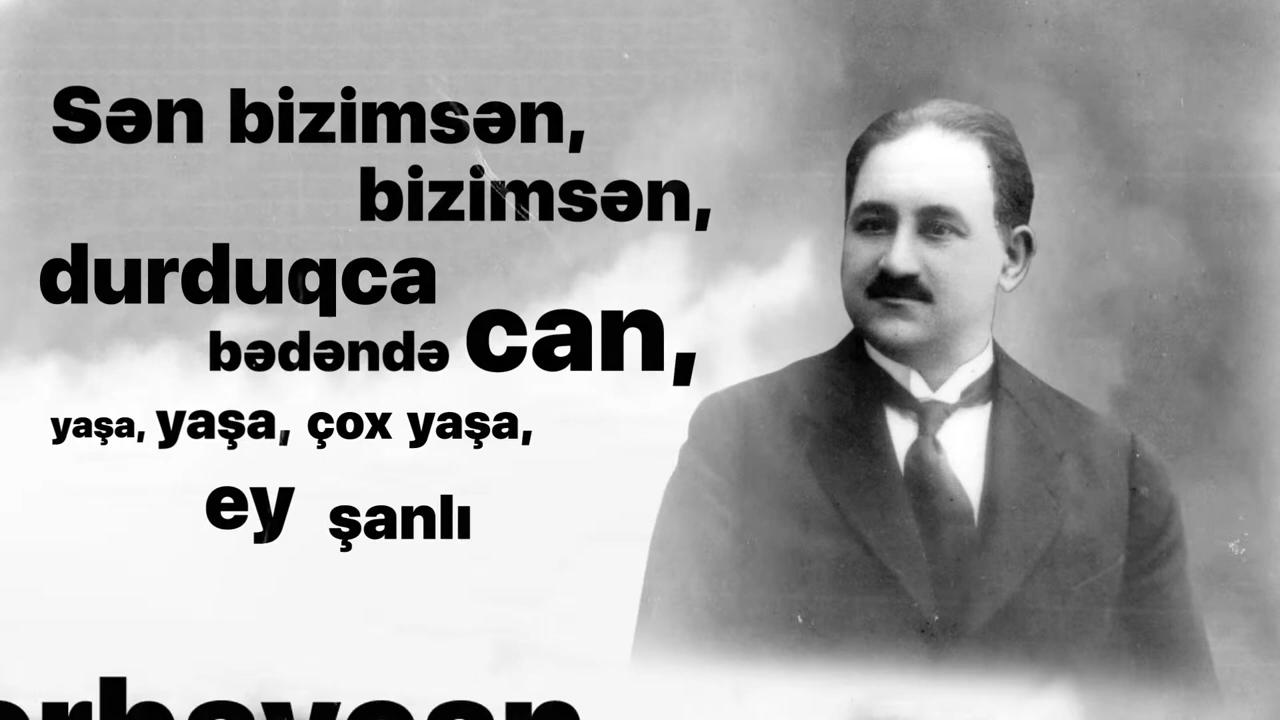 Sən bizimsən,
bizimsən,
durduqca
bədəndə can,
yaşa, yaşa, çox yaşa,
ey şanlı